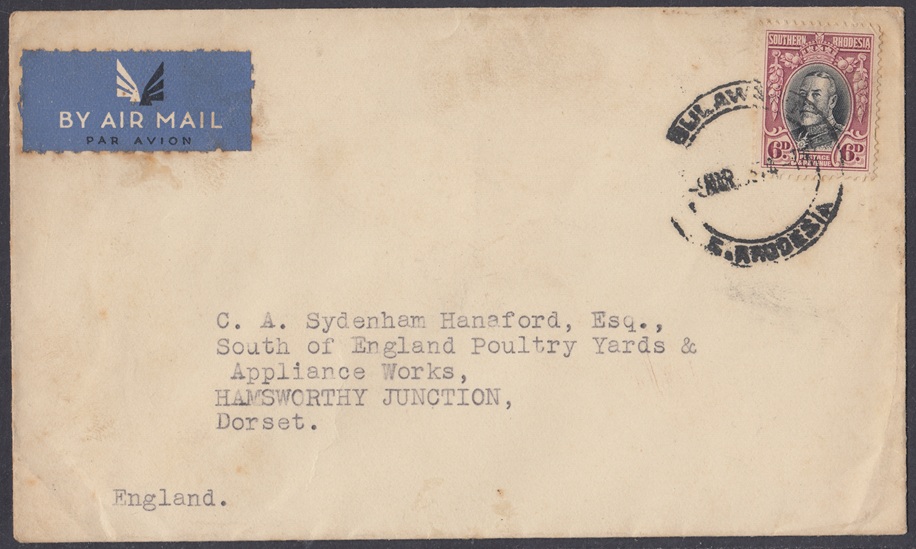 SOUTHERN RHODESIA
6D. POSTAGE & REVENUE 6D.
BY AIR MAIL
PAR AVION
S. RHODESIA
C. A. Sydenham Hanaford, Esq.,
South of England Poultry Yards &
Appliance Works,
HAMSWORTHY JUNCTION,
Dorset.
England.